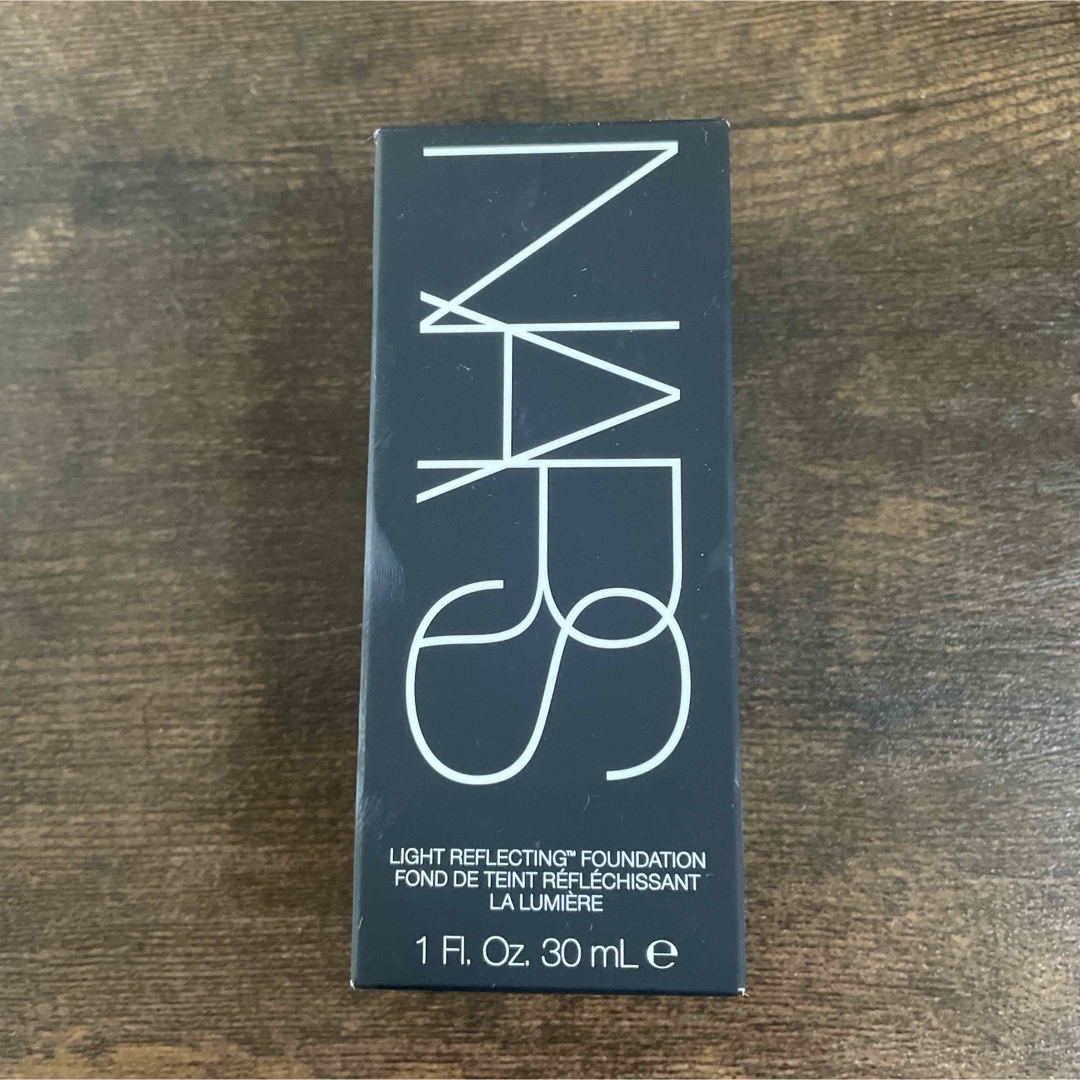 NARS
LIGHT REFLECTING™ FOUNDATION
FOND DE TEINT RÉFLÉCHISSANT
LA LUMIÈRE
1 Fl. Oz. 30 mL ℮